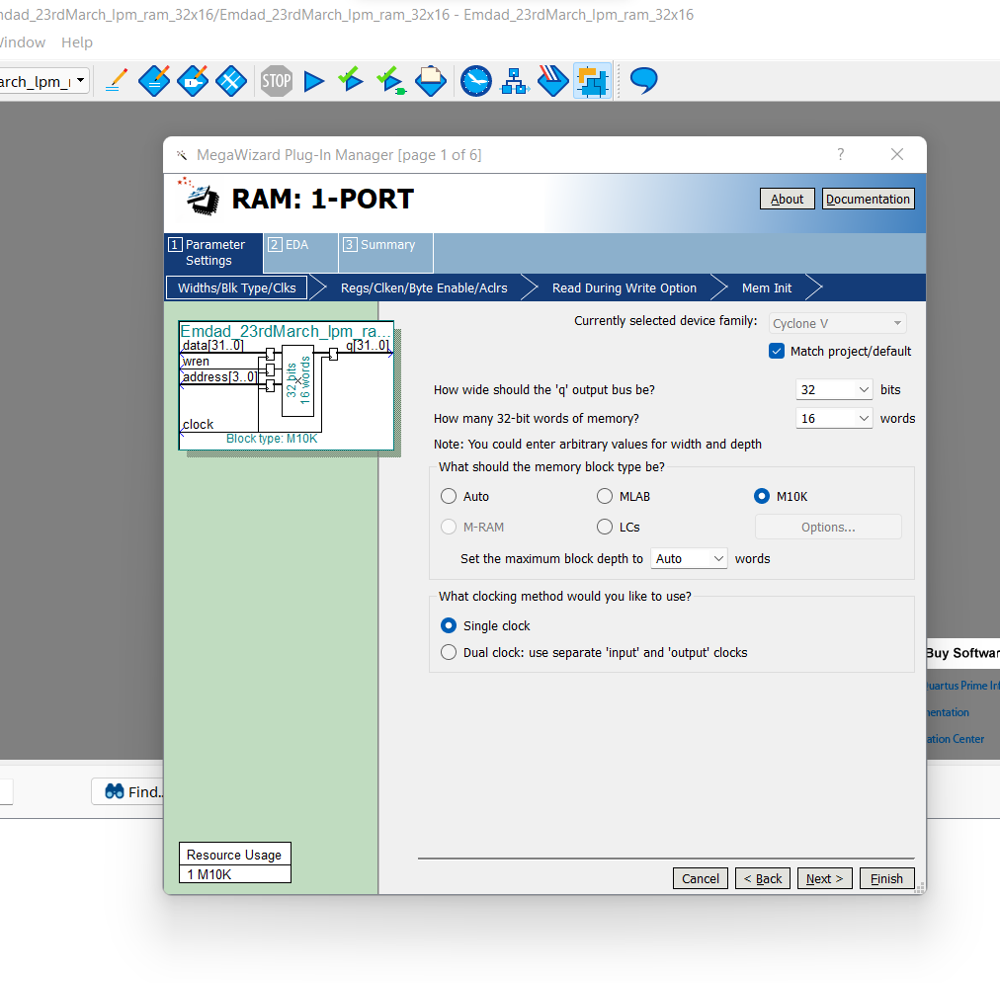 mdad_23rdMarch_lpm_ram_32x16/Emdad_23rdMarch_lpm_ram_32x16 - Emdad_23rdMarch_lpm_ram_32x16
Window Help
arch_lpm_r
STOP
MegaWizard Plug-In Manager [page 1 of 6]
?
RAM: 1-PORT
About
Documentation
1 Parameter Settings
2 EDA
3 Summary
Widths/Blk Type/Clks
Regs/Clken/Byte Enable/Aclrs
Read During Write Option
Mem Init
Emdad_23rdMarch_lpm_ra...
data[31..0]
q[31..0]
wren
address[3..0]
32 bits
16 words
clock
Block type: M10K
Currently selected device family:
Cyclone V
Match project/default
How wide should the 'q' output bus be?
32
bits
How many 32-bit words of memory?
16
words
Note: You could enter arbitrary values for width and depth
What should the memory block type be?
Auto
MLAB
M10K
M-RAM
LCs
Options...
Set the maximum block depth to
Auto
words
What clocking method would you like to use?
Single clock
Dual clock: use separate 'input' and 'output' clocks
Buy Softwar
uartus Prime Inf
mentation
ation Center
Find..
Resource Usage
1 M10K
Cancel
< Back
Next >
Finish